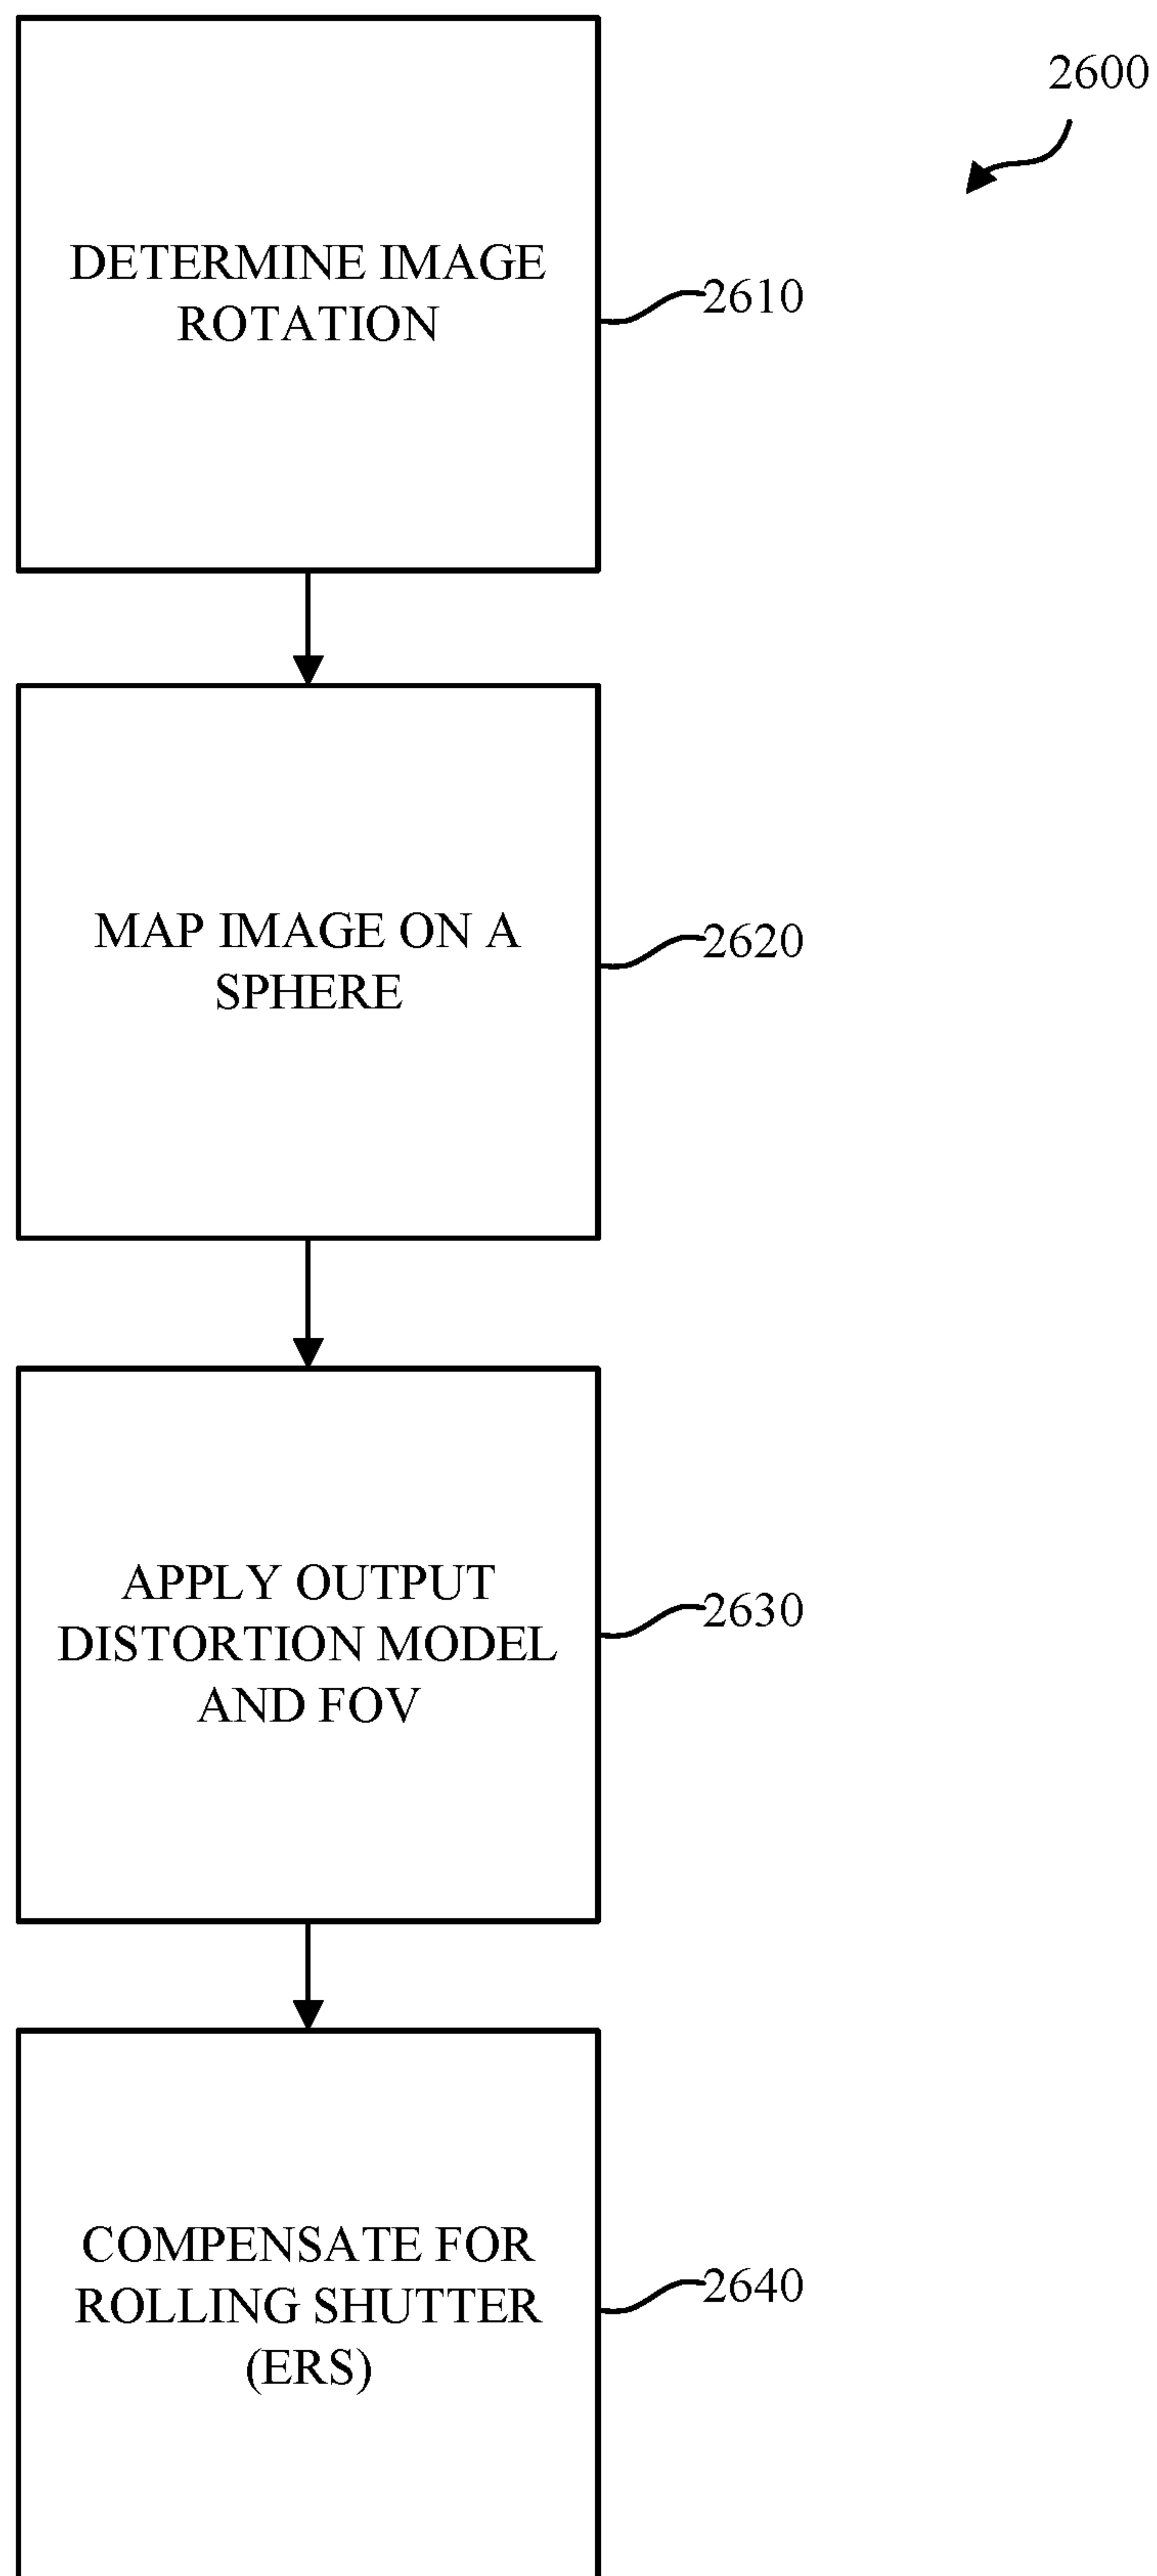 2600
DETERMINE IMAGE
ROTATION
2610
MAP IMAGE ON A
SPHERE
2620
APPLY OUTPUT
DISTORTION MODEL
AND FOV
2630
COMPENSATE FOR
ROLLING SHUTTER
(ERS)
2640